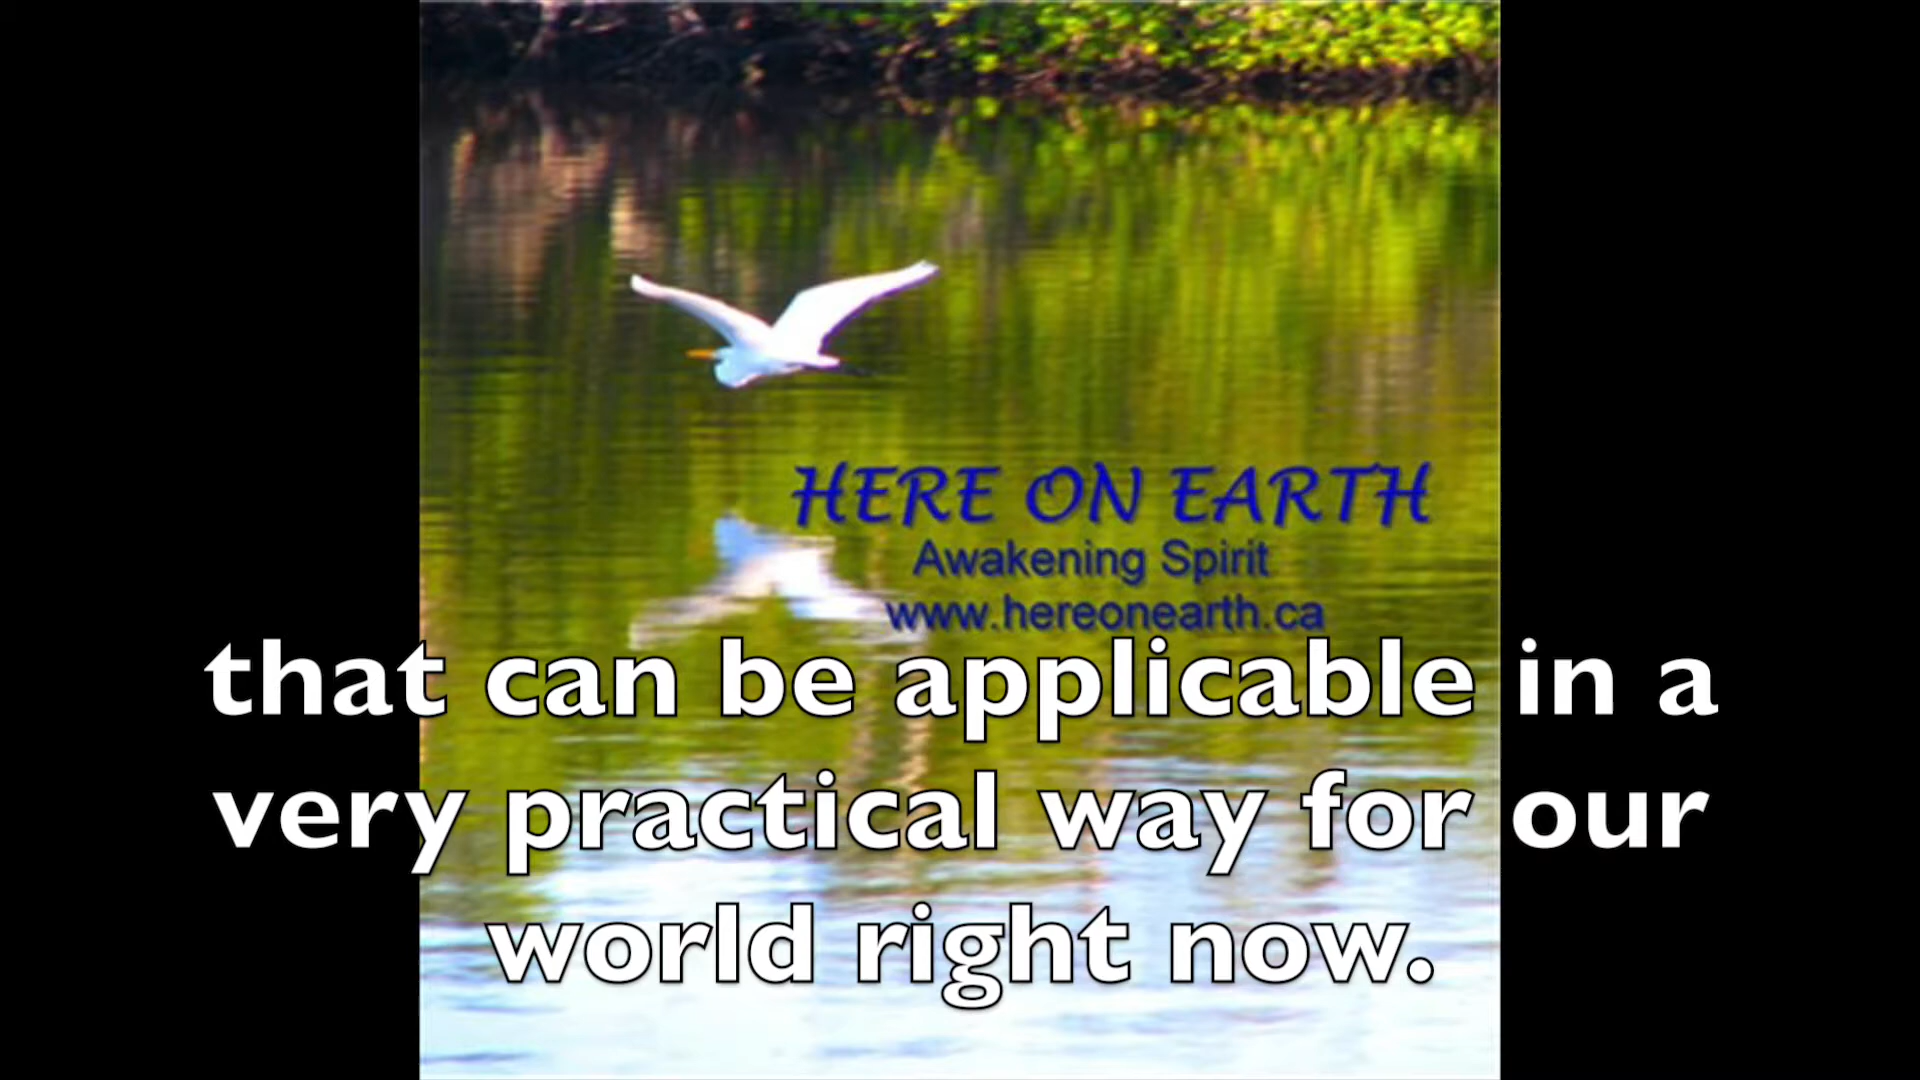 HERE ON EARTH
Awakening Spirit
www.hereonearth.ca
that can be applicable in a
very practical way for our
world right now.